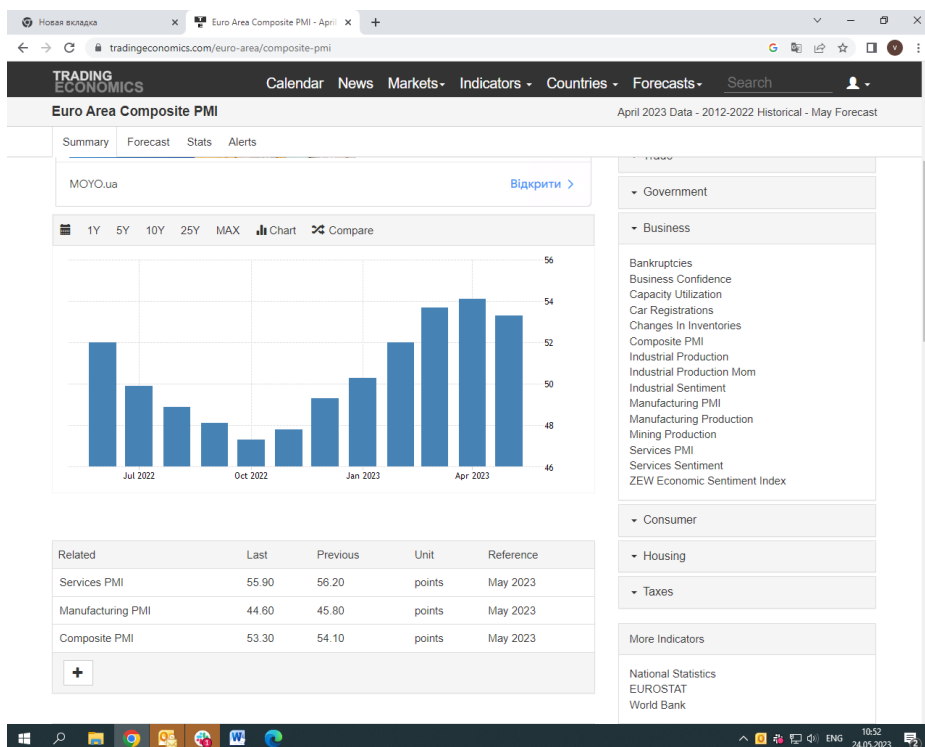 Новая вкладка
Euro Area Composite PMI - April
tradingeconomics.com/euro-area/composite-pmi
TRADING ECONOMICS
Calendar News Markets Indicators Countries Forecasts Search
Euro Area Composite PMI
April 2023 Data - 2012-2022 Historical - May Forecast
Summary Forecast Stats Alerts
MOYO.ua Відкрити >
1Y 5Y 10Y 25Y MAX Chart Compare
56
54
52
50
48
46
Jul 2022 Oct 2022 Jan 2023 Apr 2023
Related Last Previous Unit Reference
Services PMI 55.90 56.20 points May 2023
Manufacturing PMI 44.60 45.80 points May 2023
Composite PMI 53.30 54.10 points May 2023
+
Government
Business
Bankruptcies
Business Confidence
Capacity Utilization
Car Registrations
Changes In Inventories
Composite PMI
Industrial Production
Industrial Production Mom
Industrial Sentiment
Manufacturing PMI
Manufacturing Production
Mining Production
Services PMI
Services Sentiment
ZEW Economic Sentiment Index
Consumer
Housing
Taxes
More Indicators
National Statistics
EUROSTAT
World Bank
ENG
10:52
24.05.2023